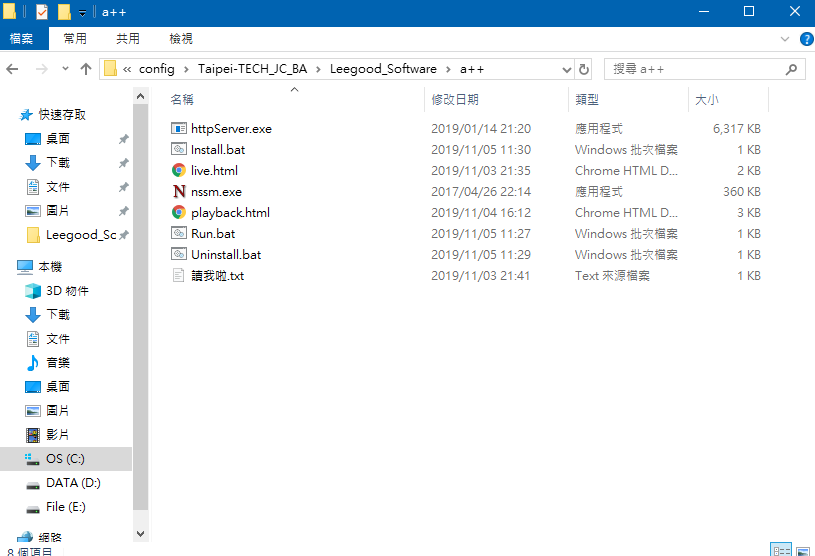 a++
檔案 常用 共用 檢視
« config › Taipei-TECH_JC_BA › Leegood_Software › a++ 搜尋 a++
名稱 修改日期 類型 大小
httpServer.exe 2019/01/14 21:20 應用程式 6,317 KB
Install.bat 2019/11/05 11:30 Windows 批次檔案 1 KB
live.html 2019/11/03 21:35 Chrome HTML D... 2 KB
nssm.exe 2017/04/26 22:14 應用程式 360 KB
playback.html 2019/11/04 16:12 Chrome HTML D... 3 KB
Run.bat 2019/11/05 11:27 Windows 批次檔案 1 KB
Uninstall.bat 2019/11/05 11:29 Windows 批次檔案 1 KB
讀我啦.txt 2019/11/03 21:41 Text 來源檔案 1 KB
快速存取
桌面
下載
文件
圖片
Leegood_Sc
本機
3D 物件
下載
文件
音樂
桌面
圖片
影片
OS (C:)
DATA (D:)
File (E:)
網路
8 個項目